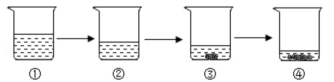 ① ② ③ ④